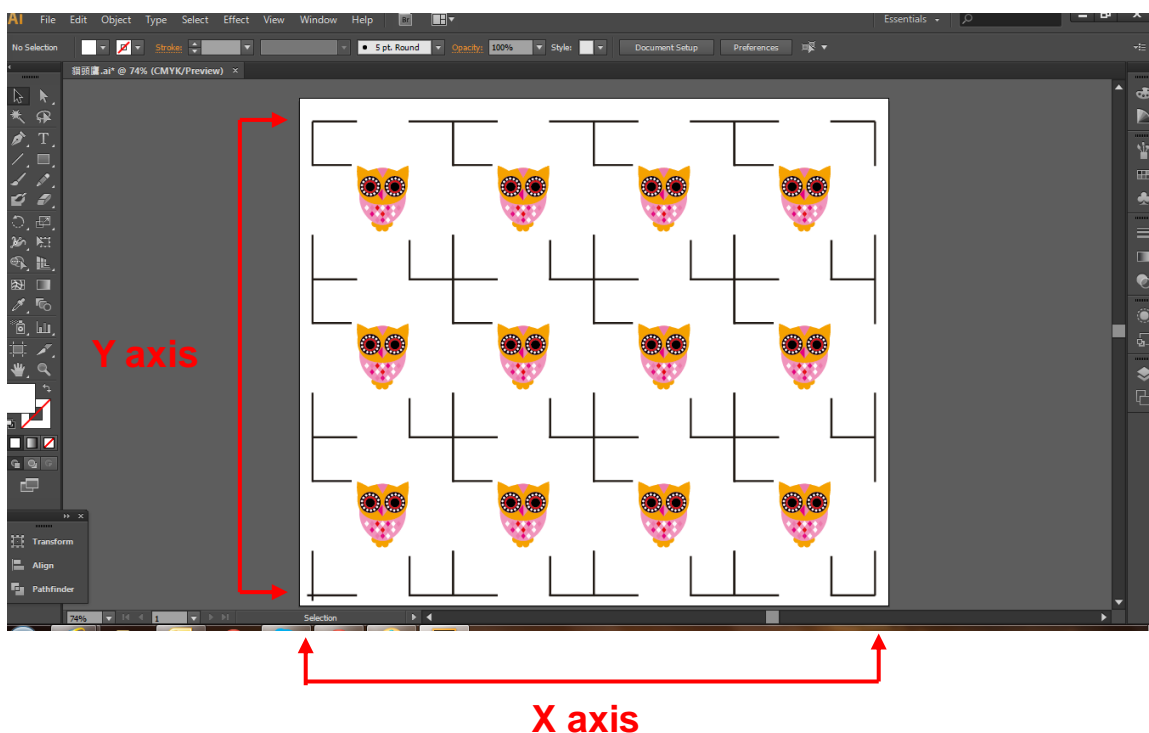 Ai File Edit Object Type Select Effect View Window Help Br Essentials
No Selection Stroke: 5 pt. Round Opacity: 100% Style: Document Setup Preferences
.ai* @ 74% (CMYK/Preview) ×
Y axis
Transform
Align
Pathfinder
74% 1 Selection
X axis